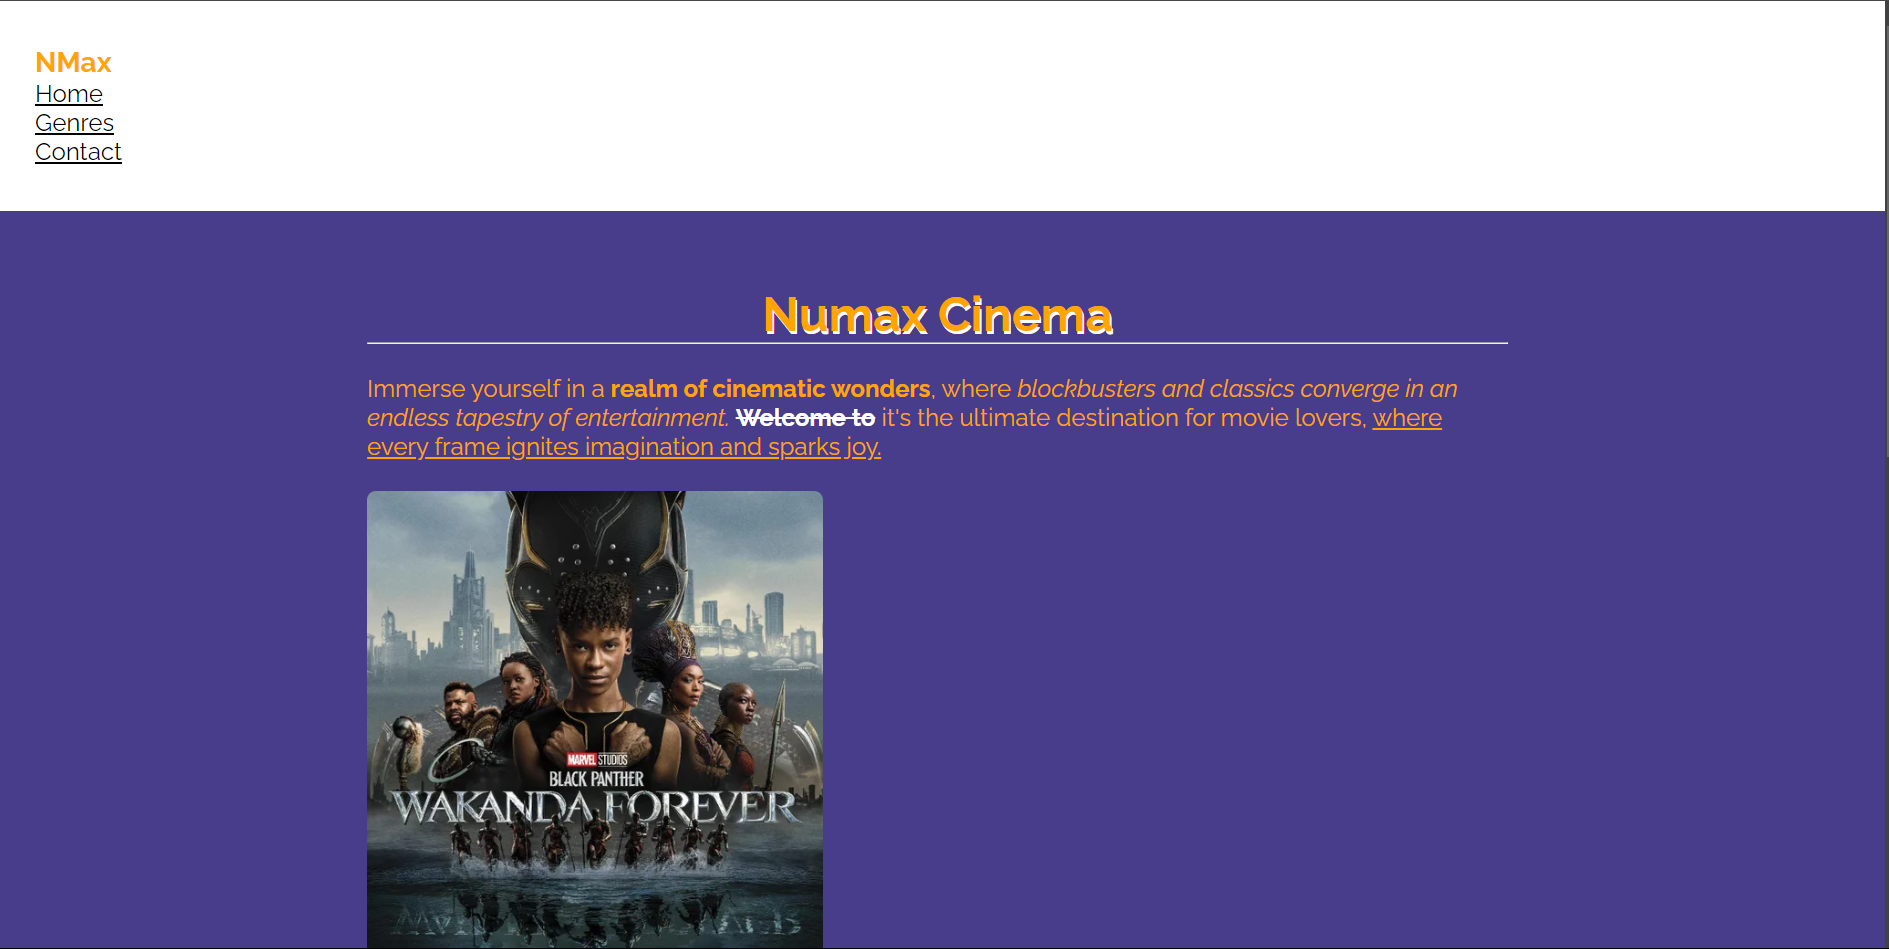 NMax
Home
Genres
Contact
Numax Cinema
Immerse yourself in a realm of cinematic wonders, where blockbusters and classics converge in an
endless tapestry of entertainment. Welcome to it's the ultimate destination for movie lovers, where
every frame ignites imagination and sparks joy.
MARVEL STUDIOS
BLACK PANTHER
WAKANDA FOREVER